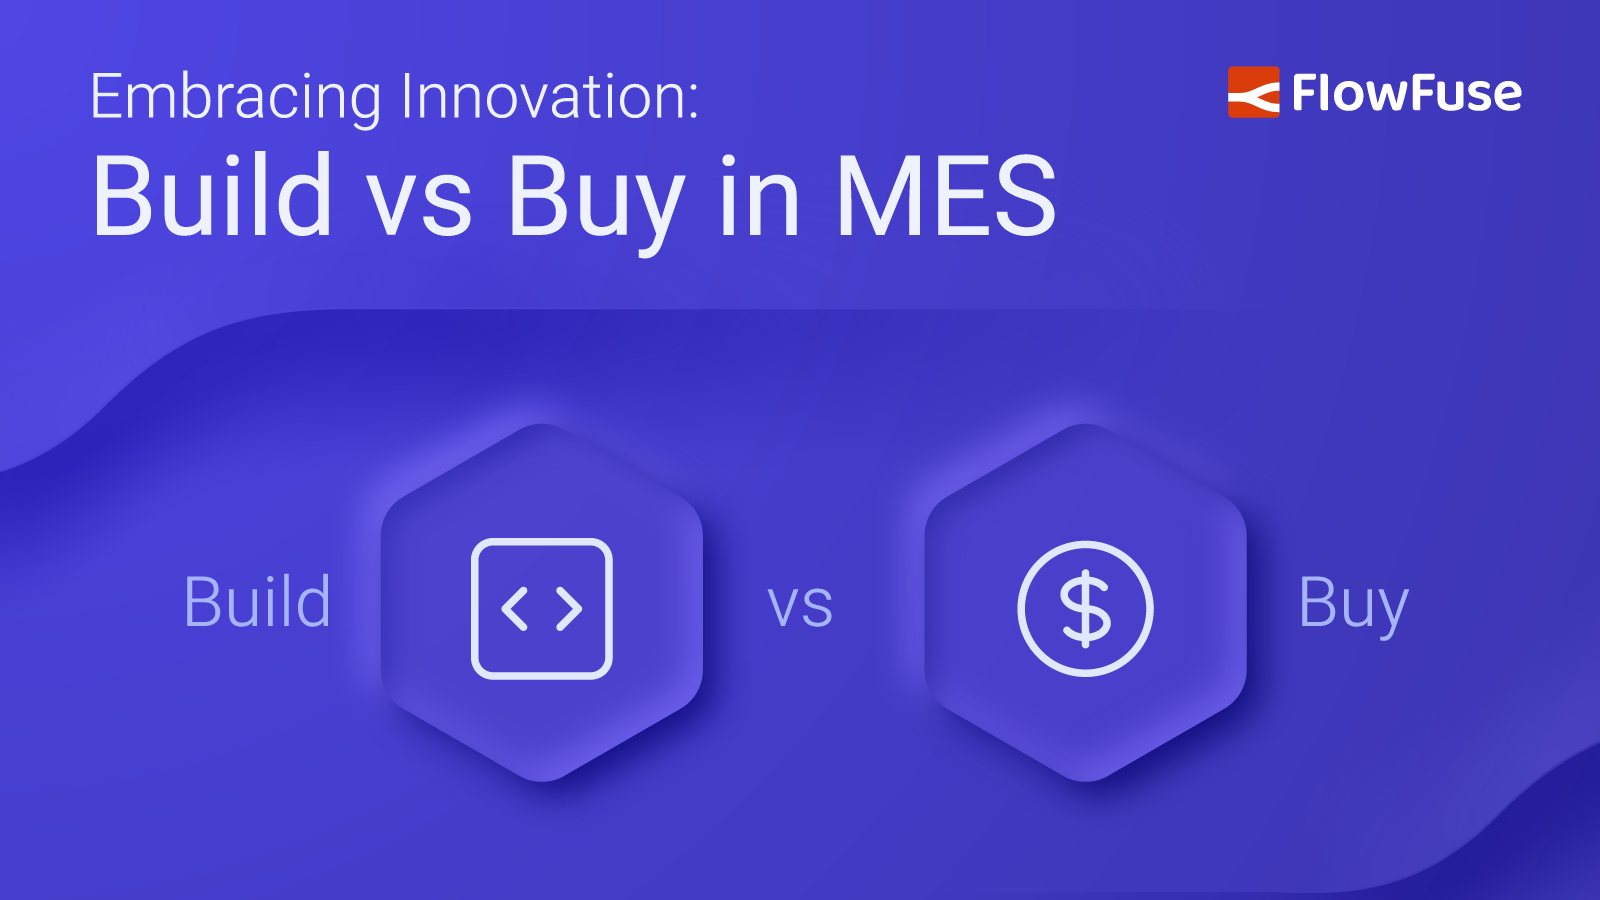 Embracing Innovation:
FlowFuse
Build vs Buy in MES
Build
vs
Buy